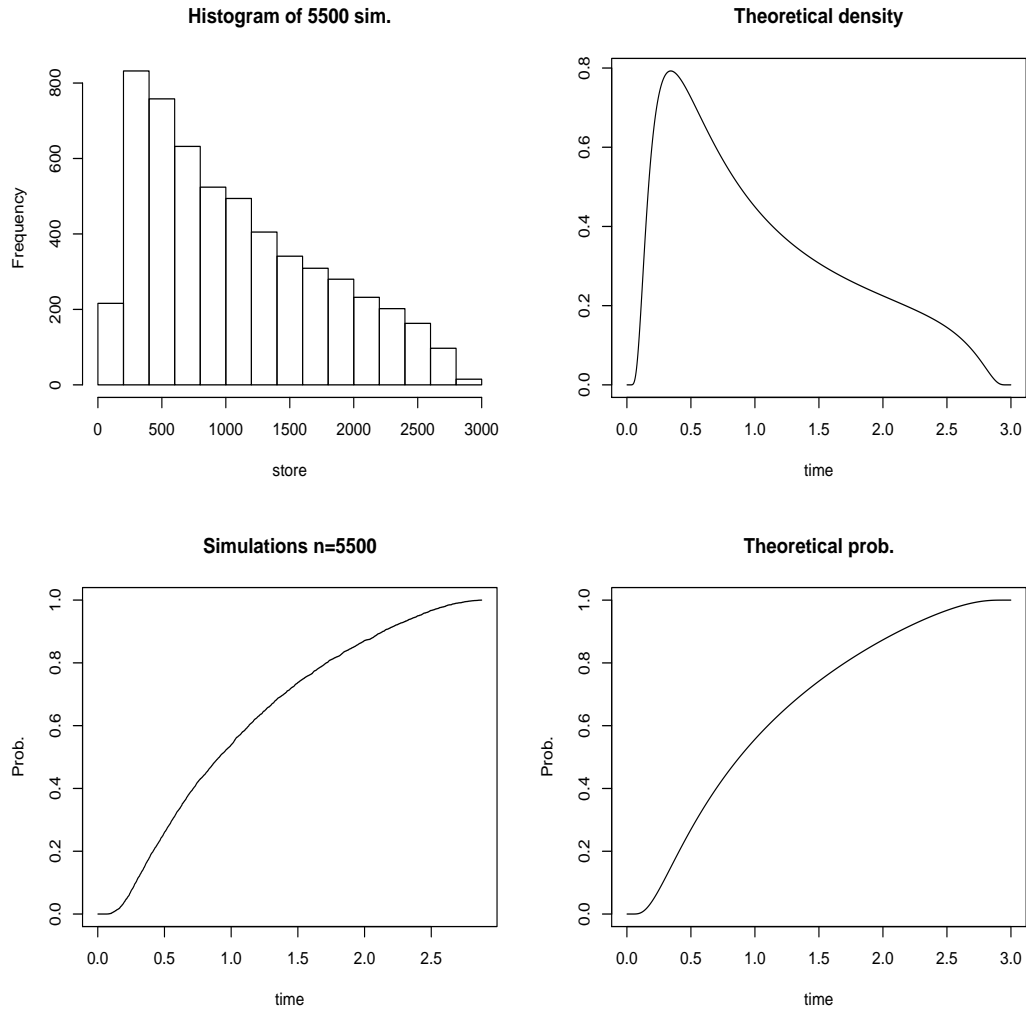 Histogram of 5500 sim.
Frequency
0 200 400 600 800
0 500 1000 1500 2000 2500 3000
store
Theoretical density
0.0 0.2 0.4 0.6 0.8
0.0 0.5 1.0 1.5 2.0 2.5 3.0
time
Simulations n=5500
Prob.
0.0 0.2 0.4 0.6 0.8 1.0
0.0 0.5 1.0 1.5 2.0 2.5
time
Theoretical prob.
Prob.
0.0 0.2 0.4 0.6 0.8 1.0
0.0 0.5 1.0 1.5 2.0 2.5 3.0
time